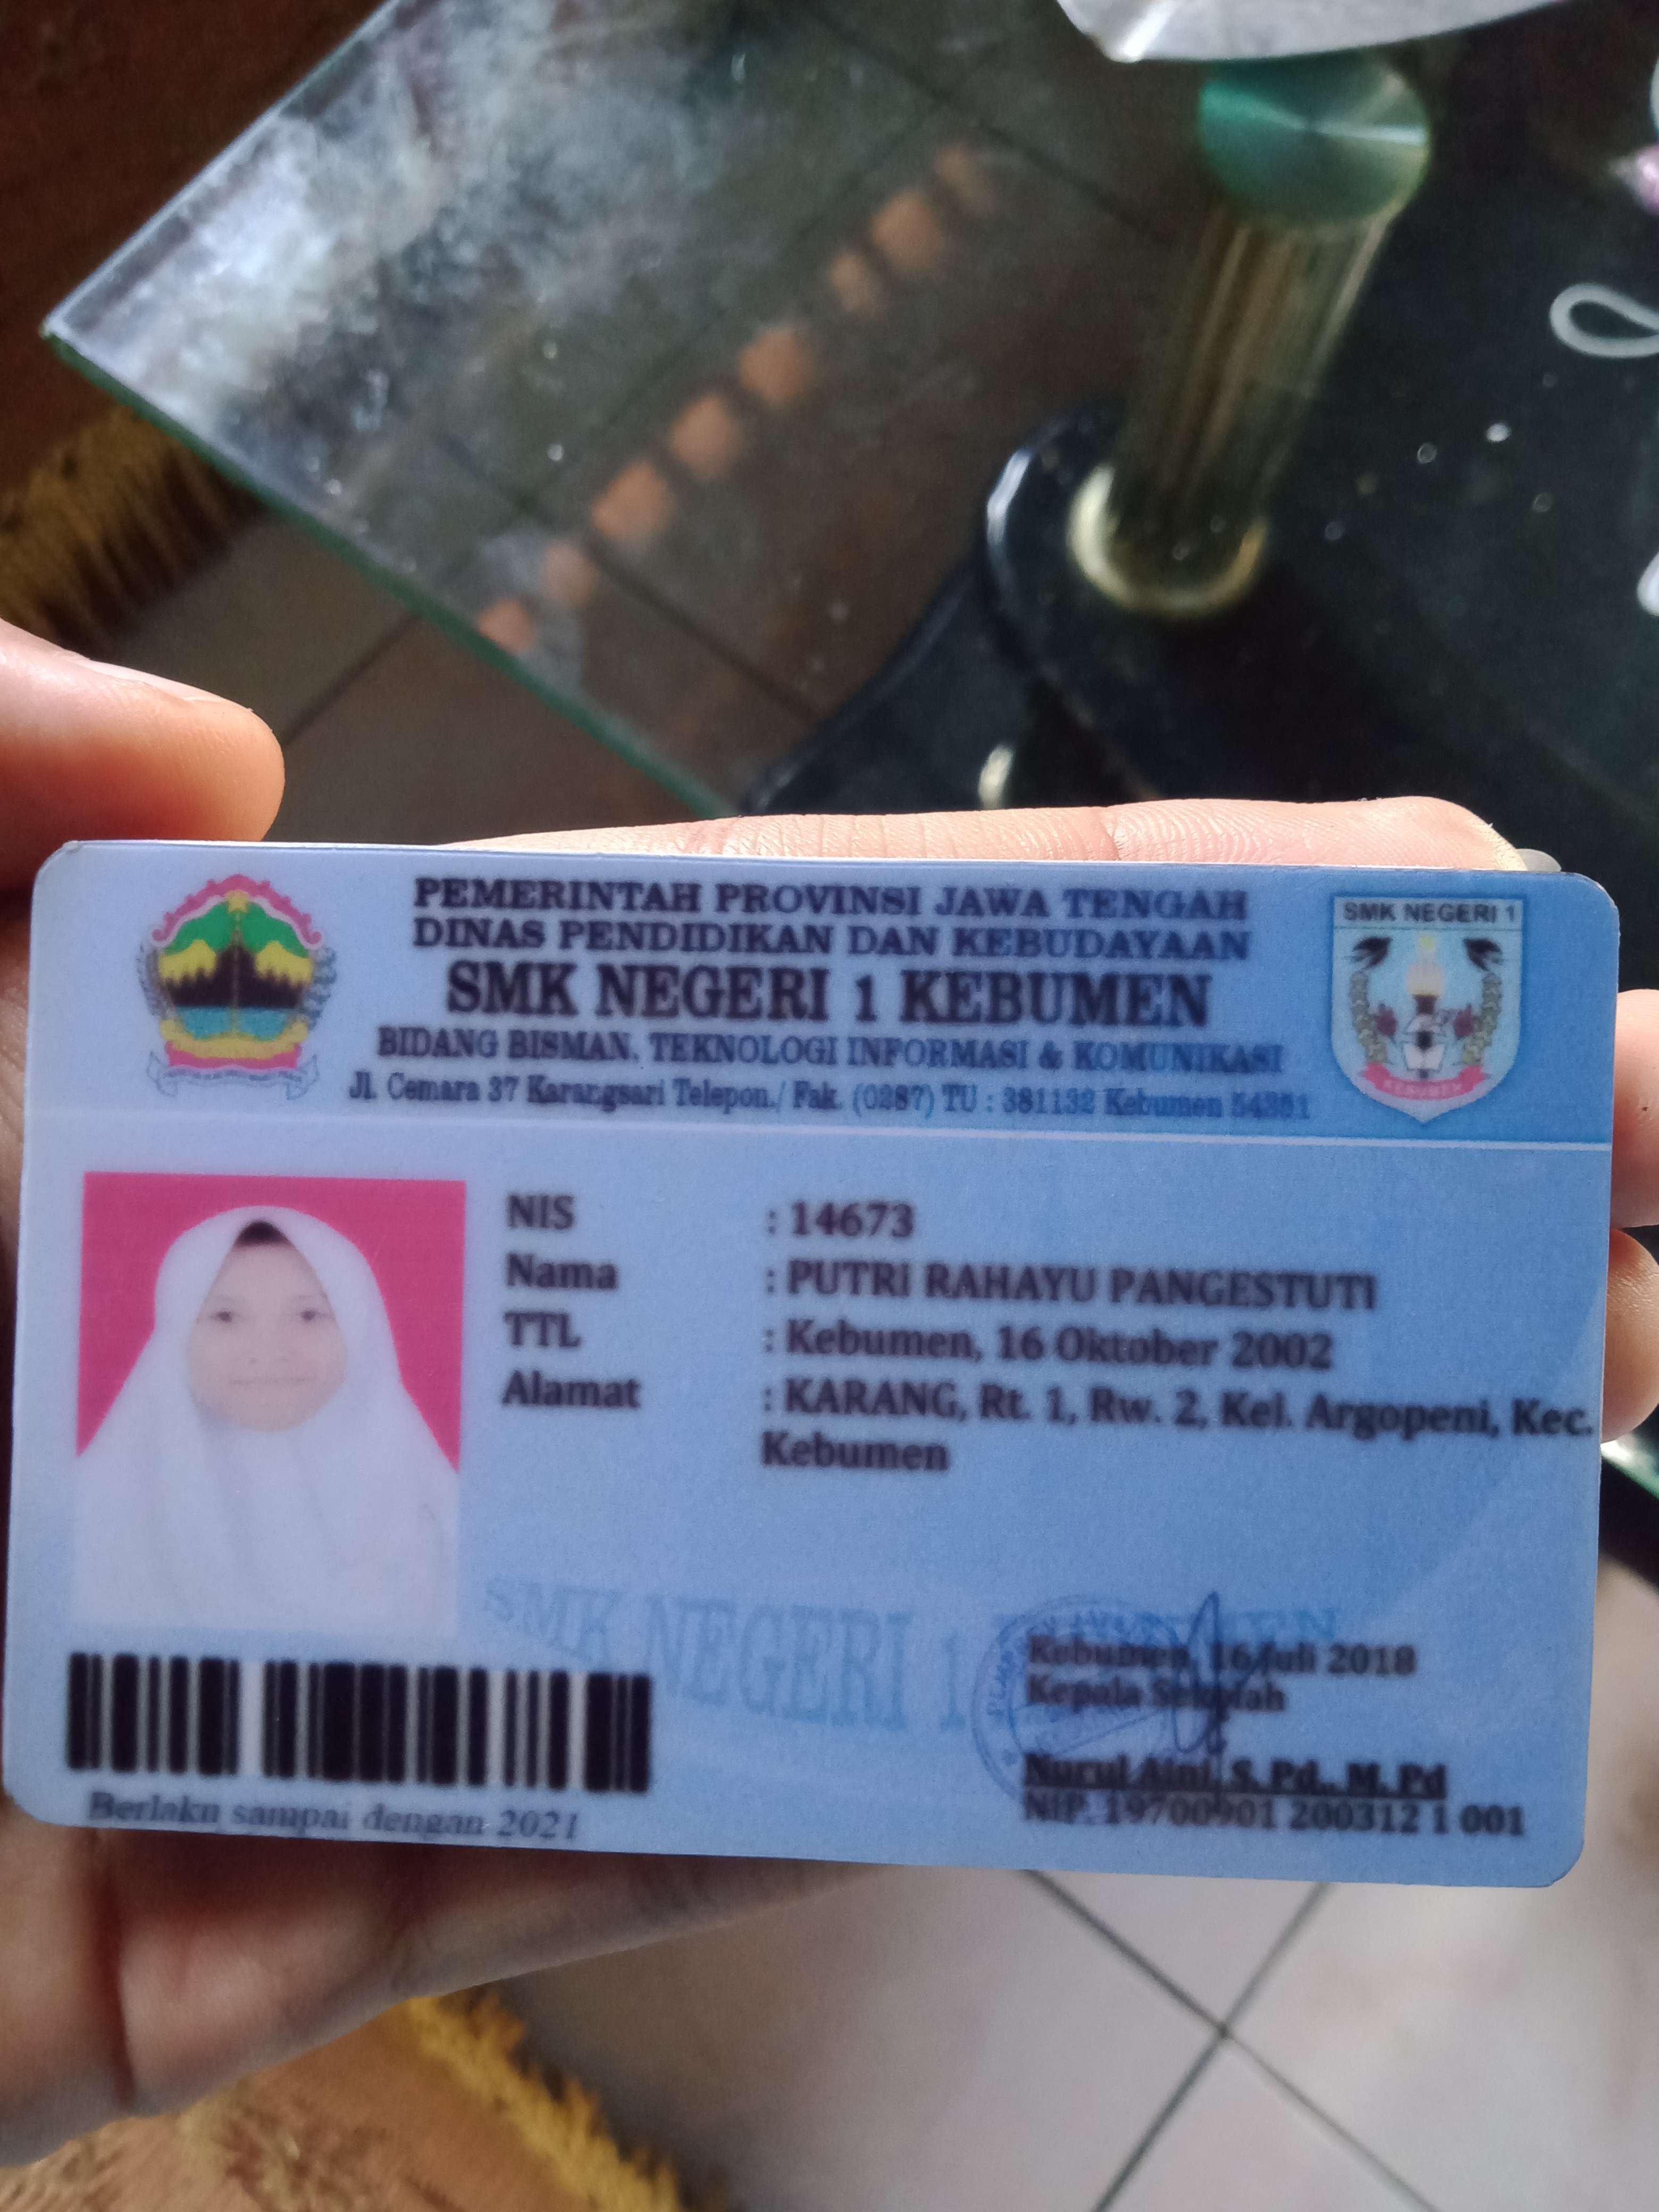 PEMERINTAH PROVINSI JAWA TENGAH
DINAS PENDIDIKAN DAN KEBUDAYAAN
SMK NEGERI 1 KEBUMEN
BIDANG BISMAN, TEKNOLOGI INFORMASI & KOMUNIKASI
Jl. Cemara 37 Karangsari Telepon./ Fak. (0287) TU : 381132 Kebumen 54351
SMK NEGERI 1
KEBUMEN
NIS : 14673
Nama : PUTRI RAHAYU PANGESTUTI
TTL : Kebumen, 16 Oktober 2002
Alamat : KARANG, Rt. 1, Rw. 2, Kel. Argopeni, Kec.
Kebumen
SMK NEGERI 1 KEBUMEN
Kebumen, 16 Juli 2018
Kepala Sekolah
Nurul Aini, S. Pd., M. Pd
NIP. 19700901 200312 1 001
Berlaku sampai dengan 2021